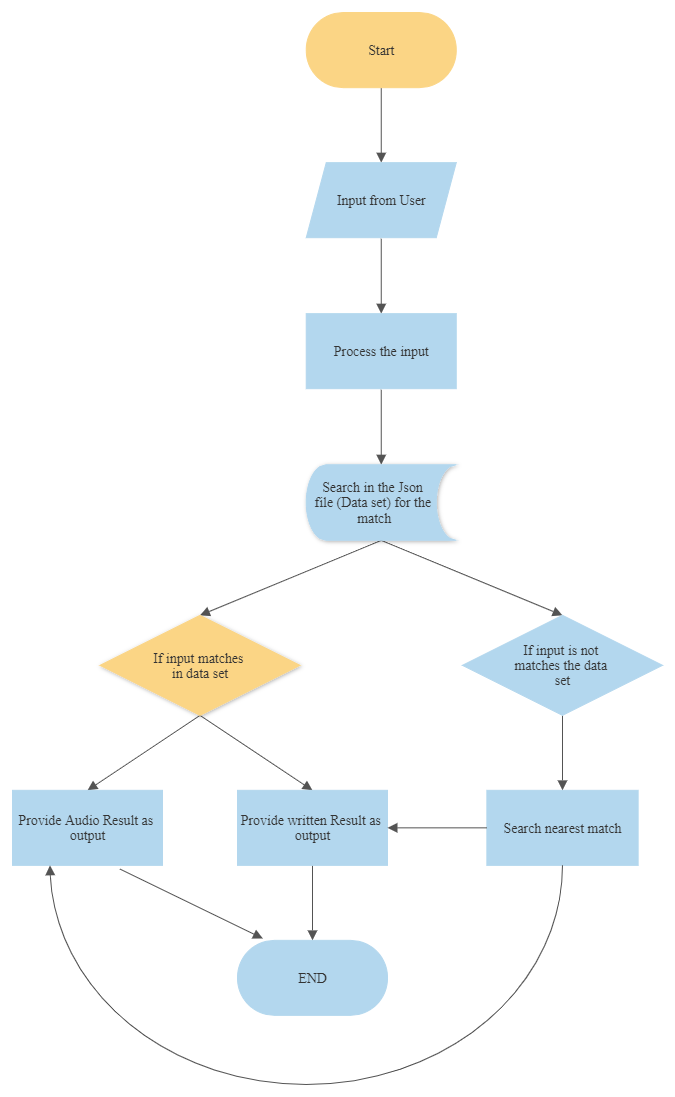 Start
Input from User
Process the input
Search in the Json
file (Data set) for the
match
If input matches
in data set
If input is not
matches the data
set
Provide Audio Result as
output
Provide written Result as
output
Search nearest match
END